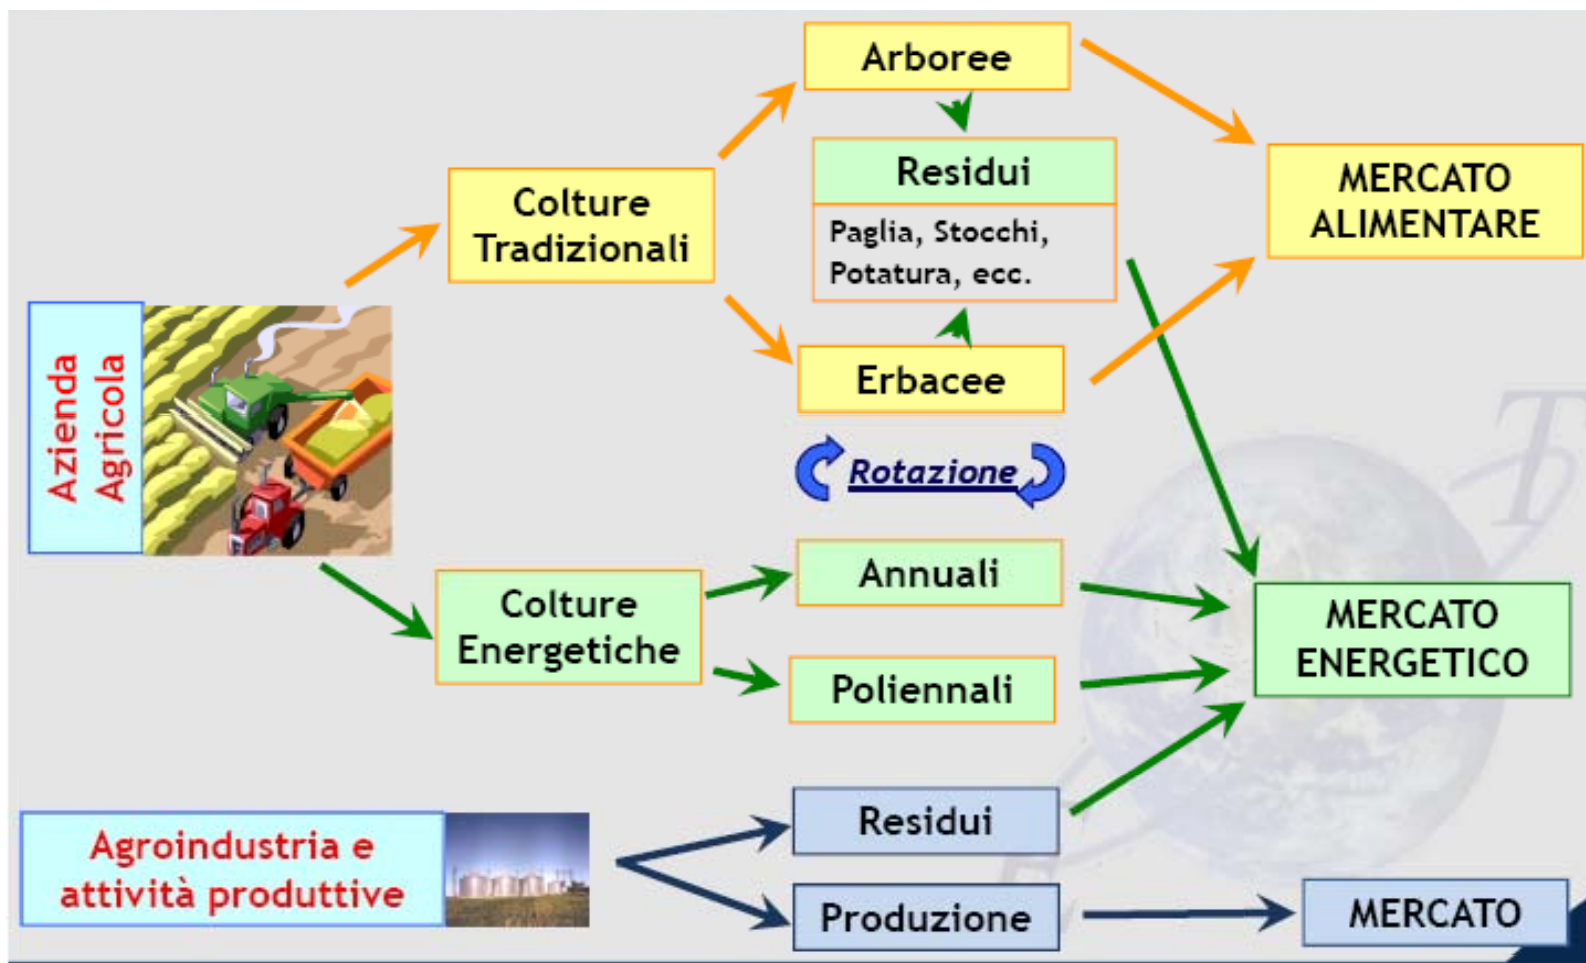 Arboree
Residui
Paglia, Stocchi,
Potatura, ecc.
MERCATO
ALIMENTARE
Colture
Tradizionali
Azienda
Agricola
Erbacee
Rotazione
Annuali
Colture
Energetiche
Poliennali
MERCATO
ENERGETICO
Agroindustria e
attività produttive
Residui
Produzione
MERCATO